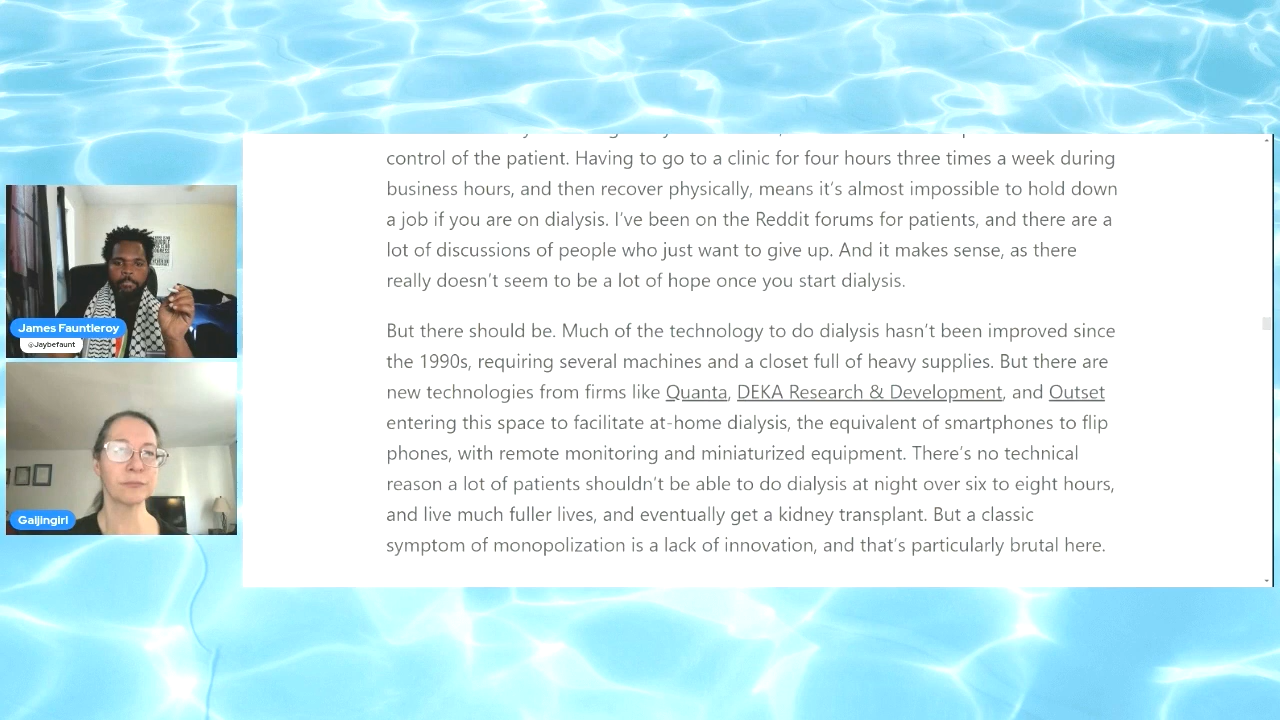 control of the patient. Having to go to a clinic for four hours three times a week during
business hours, and then recover physically, means it's almost impossible to hold down
a job if you are on dialysis. I've been on the Reddit forums for patients, and there are a
lot of discussions of people who just want to give up. And it makes sense, as there
really doesn't seem to be a lot of hope once you start dialysis.
But there should be. Much of the technology to do dialysis hasn't been improved since
the 1990s, requiring several machines and a closet full of heavy supplies. But there are
new technologies from firms like Quanta, DEKA Research & Development, and Outset
entering this space to facilitate at-home dialysis, the equivalent of smartphones to flip
phones, with remote monitoring and miniaturized equipment. There's no technical
reason a lot of patients shouldn't be able to do dialysis at night over six to eight hours,
and live much fuller lives, and eventually get a kidney transplant. But a classic
symptom of monopolization is a lack of innovation, and that's particularly brutal here.
James Fauntleroy
@Jaybefaunt
Gaijingirl